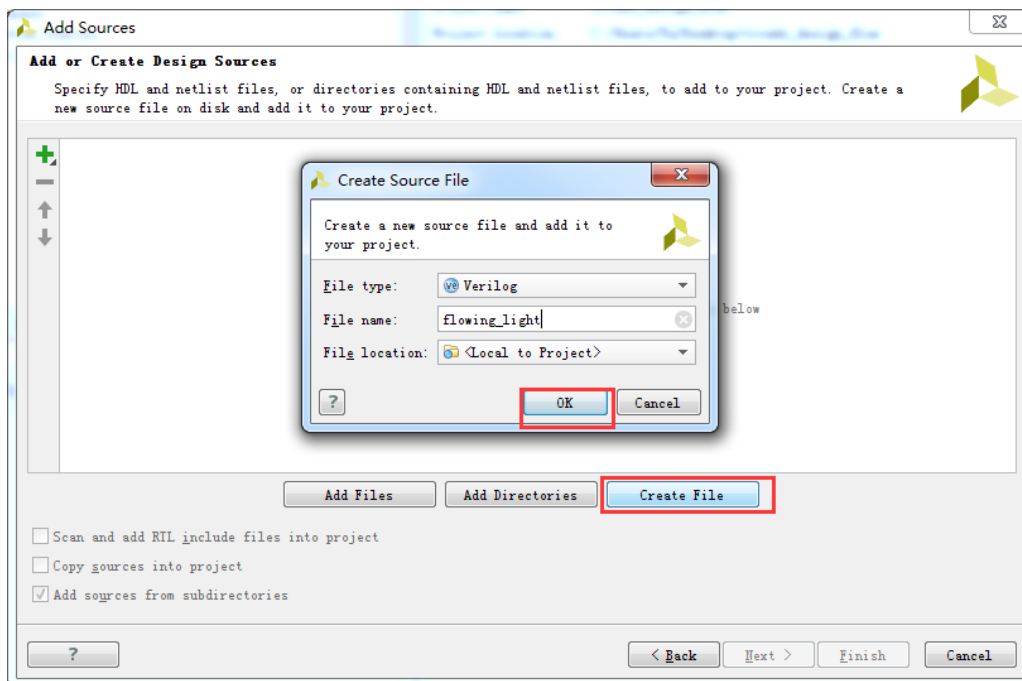 Add Sources
Add or Create Design Sources
Specify HDL and netlist files, or directories containing HDL and netlist files, to add to your project. Create a
new source file on disk and add it to your project.
Create Source File
Create a new source file and add it to
your project.
File type:
ve Verilog
File name:
flowing_light
File location:
<Local to Project>
below
?
OK
Cancel
Add Files
Add Directories
Create File
Scan and add RTL include files into project
Copy sources into project
Add sources from subdirectories
?
< Back
Next >
Finish
Cancel